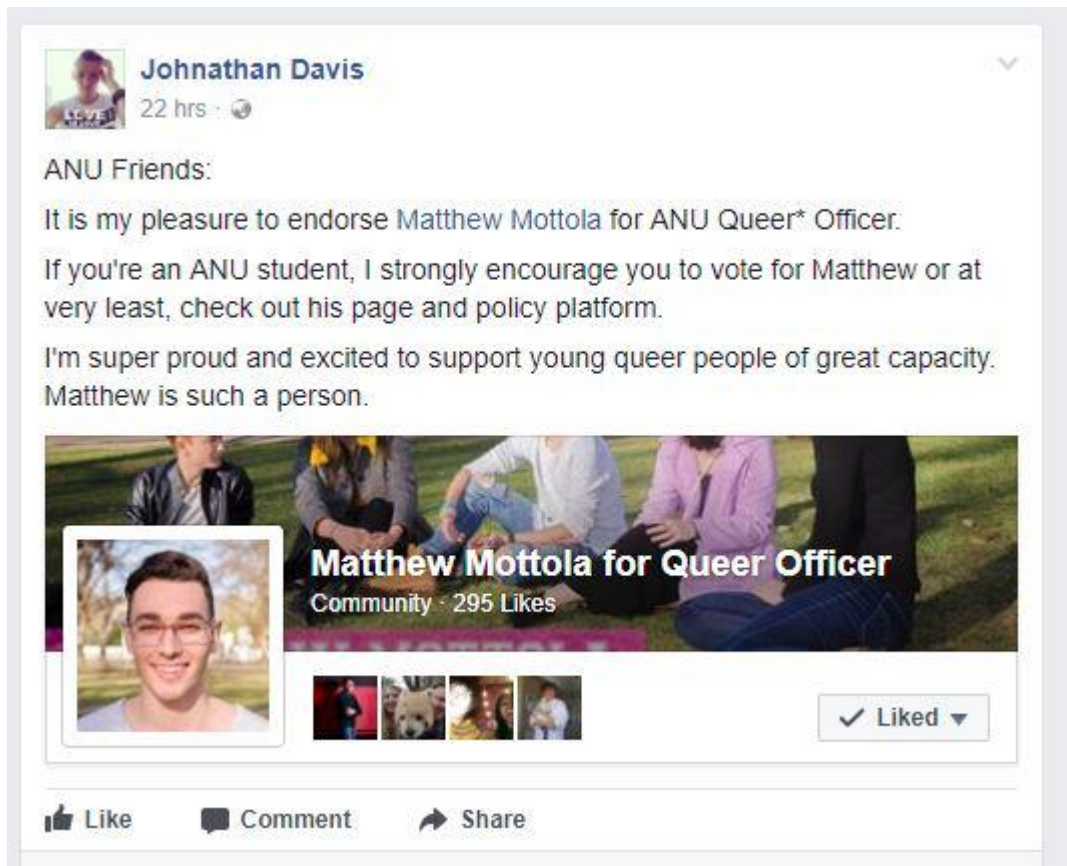 Johnathan Davis
22 hrs ·
ANU Friends:
It is my pleasure to endorse Matthew Mottola for ANU Queer* Officer.
If you're an ANU student, I strongly encourage you to vote for Matthew or at
very least, check out his page and policy platform.
I'm super proud and excited to support young queer people of great capacity.
Matthew is such a person.
Matthew Mottola for Queer Officer
Community · 295 Likes
Liked
Like Comment Share